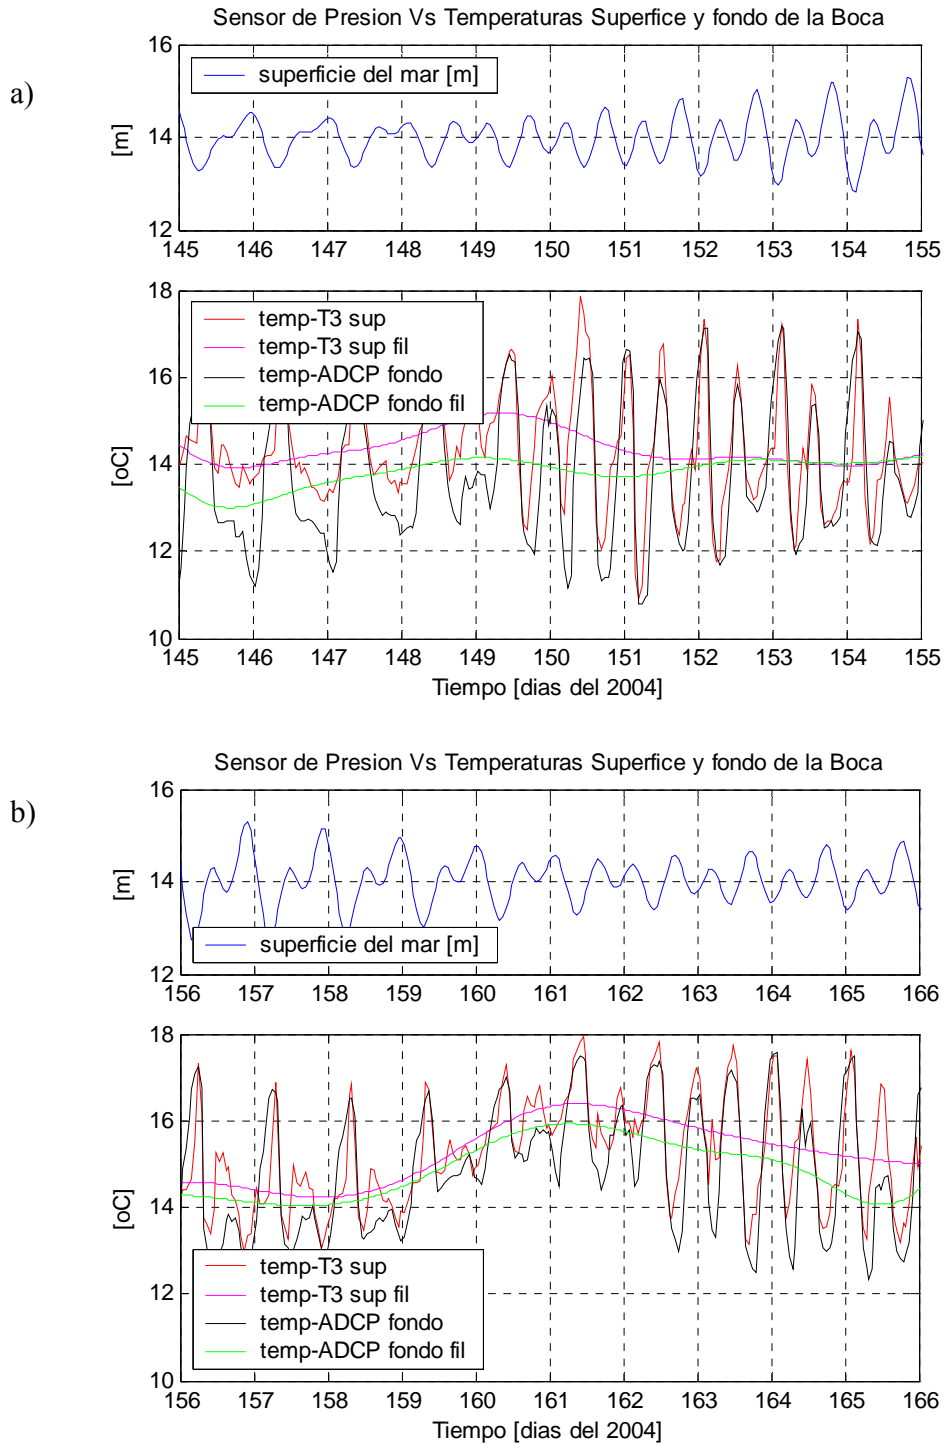 Sensor de Presion Vs Temperaturas Superfice y fondo de la Boca
a)
16
14
12
[m]
superficie del mar [m]
145 146 147 148 149 150 151 152 153 154 155
18
16
14
12
10
[oC]
temp-T3 sup
temp-T3 sup fil
temp-ADCP fondo
temp-ADCP fondo fil
145 146 147 148 149 150 151 152 153 154 155
Tiempo [dias del 2004]
Sensor de Presion Vs Temperaturas Superfice y fondo de la Boca
b)
16
14
12
[m]
superficie del mar [m]
156 157 158 159 160 161 162 163 164 165 166
18
16
14
12
10
[oC]
temp-T3 sup
temp-T3 sup fil
temp-ADCP fondo
temp-ADCP fondo fil
156 157 158 159 160 161 162 163 164 165 166
Tiempo [dias del 2004]